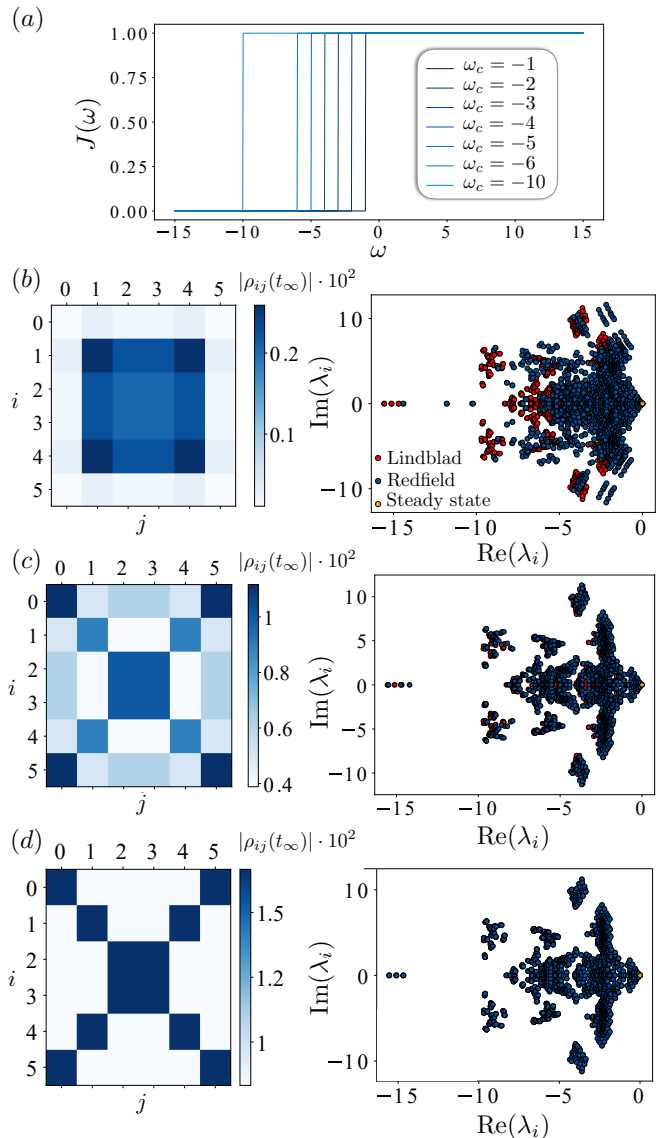 (a)
1.00
0.75
0.50
0.25
0.00
J(ω)
ω_c = −1
ω_c = −2
ω_c = −3
ω_c = −4
ω_c = −5
ω_c = −6
ω_c = −10
−15 −10 −5 0 5 10 15
ω
(b)
|ρ_ij(t_∞)| · 10^2
0 1 2 3 4 5
0
1
2
3
4
5
i
j
0.2
0.1
Im(λ_i)
10
0
−10
Lindblad
Redfield
Steady state
−15 −10 −5 0
Re(λ_i)
(c)
|ρ_ij(t_∞)| · 10^2
0 1 2 3 4 5
0
1
2
3
4
5
i
j
1
0.8
0.6
0.4
Im(λ_i)
10
5
0
−5
−10
−15 −10 −5 0
Re(λ_i)
(d)
|ρ_ij(t_∞)| · 10^2
0 1 2 3 4 5
0
1
2
3
4
5
i
j
1.5
1.2
1
Im(λ_i)
10
0
−10
−15 −10 −5 0
Re(λ_i)